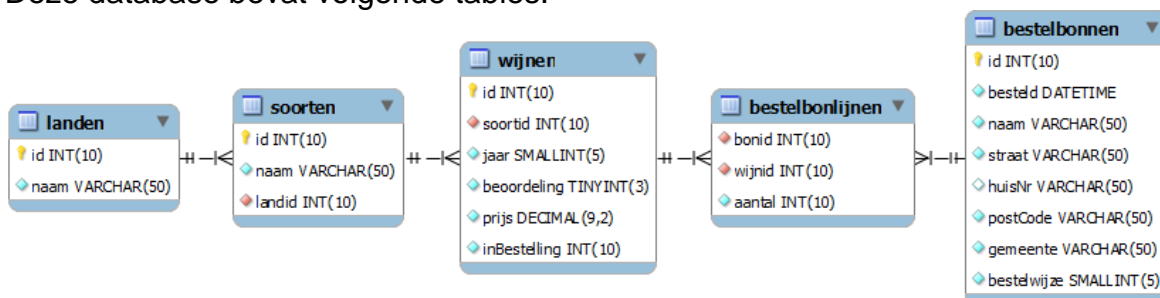 Deze database bevat volgende tables:
landen
id INT(10)
naam VARCHAR(50)
soorten
id INT(10)
naam VARCHAR(50)
landid INT(10)
wijnen
id INT(10)
soortid INT(10)
jaar SMALLINT(5)
beoordeling TINYINT(3)
prijs DECIMAL(9,2)
inBestelling INT(10)
bestelbonlijnen
bonid INT(10)
wijnid INT(10)
aantal INT(10)
bestelbonnen
id INT(10)
besteld DATETIME
naam VARCHAR(50)
straat VARCHAR(50)
huisNr VARCHAR(50)
postCode VARCHAR(50)
gemeente VARCHAR(50)
bestelwijze SMALLINT(5)